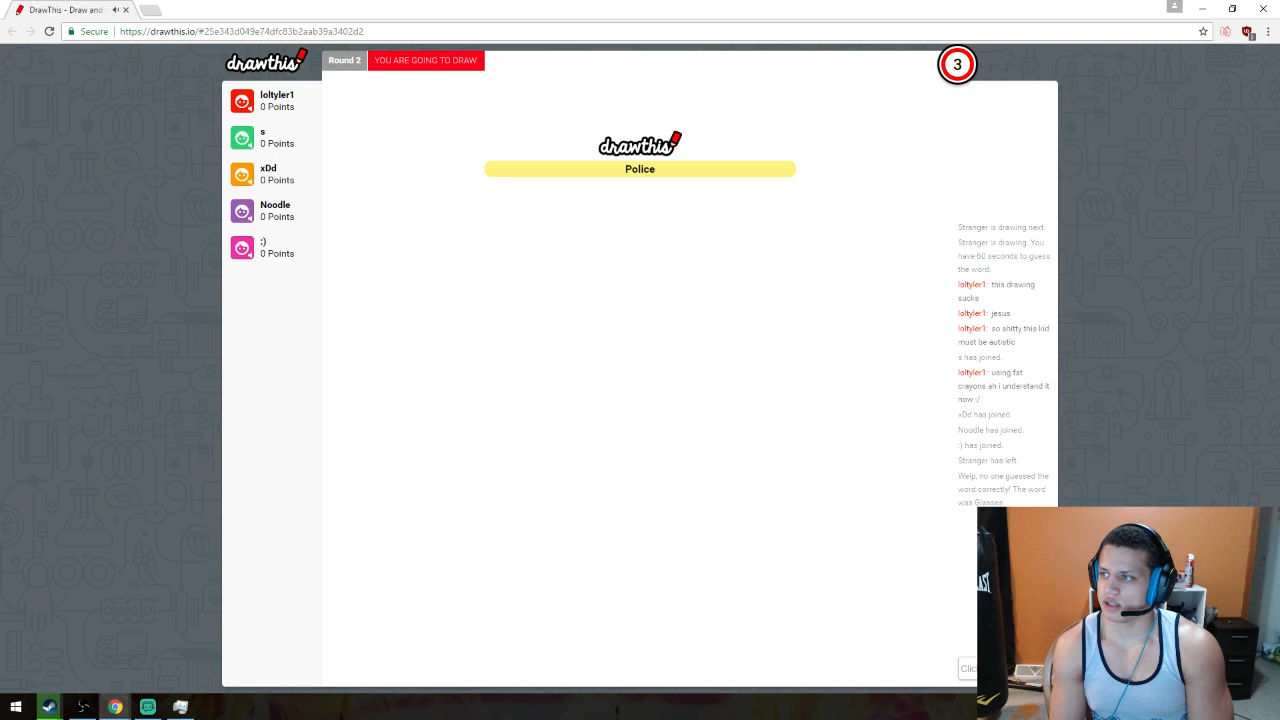 DrawThis - Draw and
Secure
https://drawthis.io/#25e343d049e74dfc83b2aab39a3402d2
2
drawthis!
Round 2
YOU ARE GOING TO DRAW.
3
loltyler1
0 Points
s
0 Points
xDd
0 Points
Noodle
0 Points
:)
0 Points
drawthis!
Police
Stranger is drawing next.
Stranger is drawing. You
have 60 seconds to guess
the word.
loltyler1: this drawing
sucks
loltyler1: jesus
loltyler1: so shitty this kid
must be autistic
s has joined.
loltyler1: using fat
crayons ah i understand it
now :/
xDd has joined.
Noodle has joined.
:) has joined.
Stranger has left
Welp, no one guessed the
word correctly! The word
was Glasses
Clic
LAST